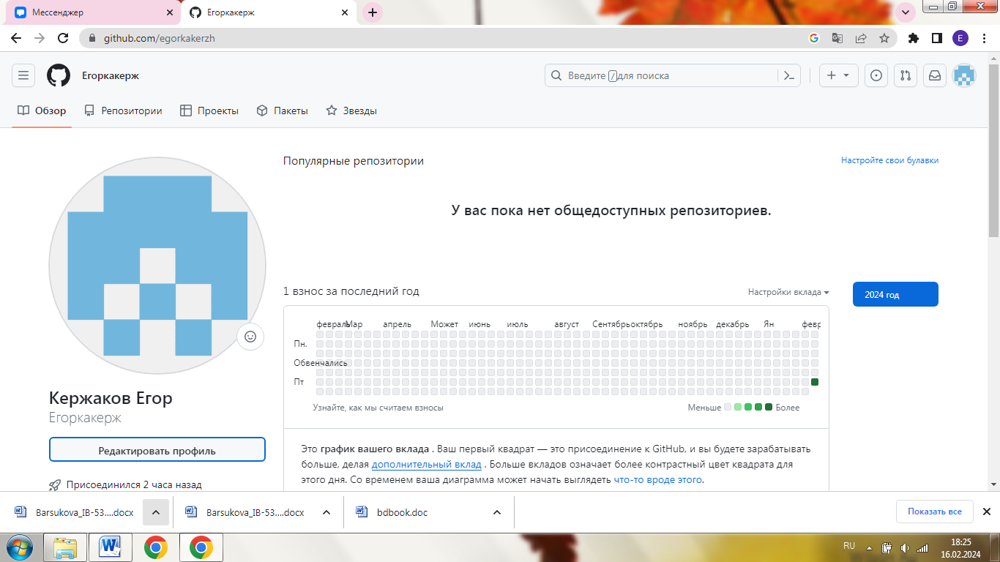 Мессенджер
Егоркакерж
github.com/egorkakerzh
E
Егоркакерж
Введите / для поиска
Обзор
Репозитории
Проекты
Пакеты
Звезды
Популярные репозитории
Настройте свои булавки
У вас пока нет общедоступных репозиториев.
1 взнос за последний год
Настройки вклада
2024 год
февраль Мар апрель Может июнь июль август Сентябрь октябрь ноябрь декабрь Ян февр
Пн.
Обвенчались
Пт
Узнайте, как мы считаем взносы
Меньше Более
Кержаков Егор
Егоркакерж
Редактировать профиль
Присоединился 2 часа назад
Это график вашего вклада . Ваш первый квадрат — это присоединение к GitHub, и вы будете зарабатывать
больше, делая дополнительный вклад . Больше вкладов означает более контрастный цвет квадрата для
этого дня. Со временем ваша диаграмма может начать выглядеть что-то вроде этого.
Barsukova_IB-53....docx
Barsukova_IB-53....docx
bdbook.doc
Показать все
RU
18:25
16.02.2024